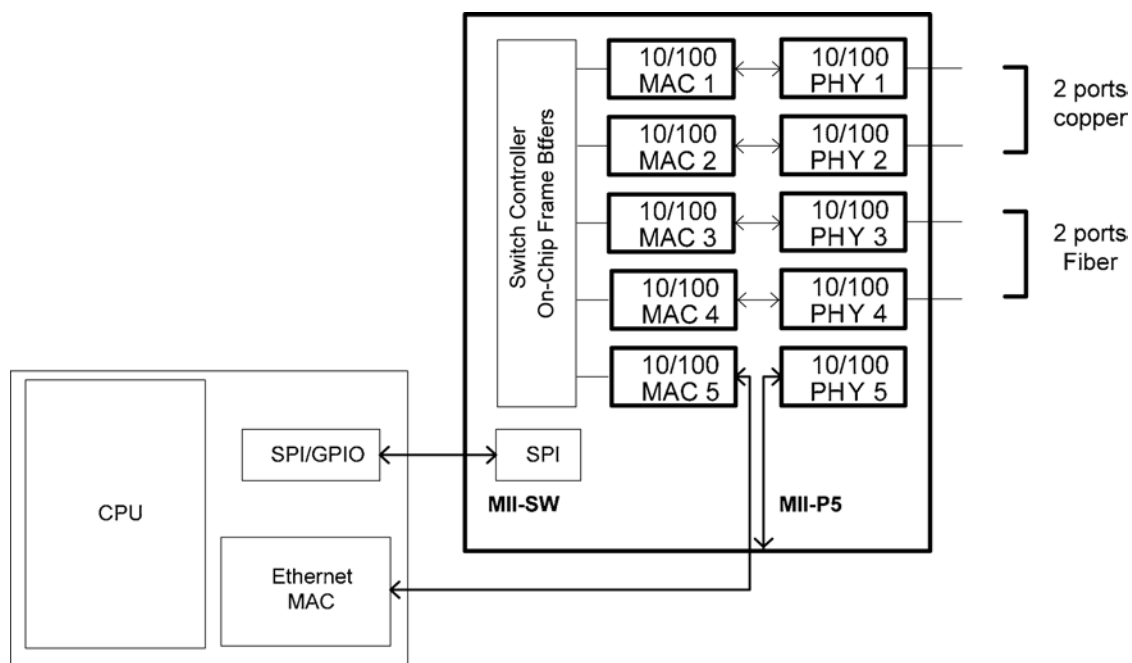 10/100
MAC 1
10/100
PHY 1
2 ports
copper
10/100
MAC 2
10/100
PHY 2
Switch Controller
On-Chip Frame Btfers
10/100
MAC 3
10/100
PHY 3
2 ports
Fiber
10/100
MAC 4
10/100
PHY 4
10/100
MAC 5
10/100
PHY 5
SPI/GPIO
SPI
MII-SW
MII-P5
CPU
Ethernet
MAC